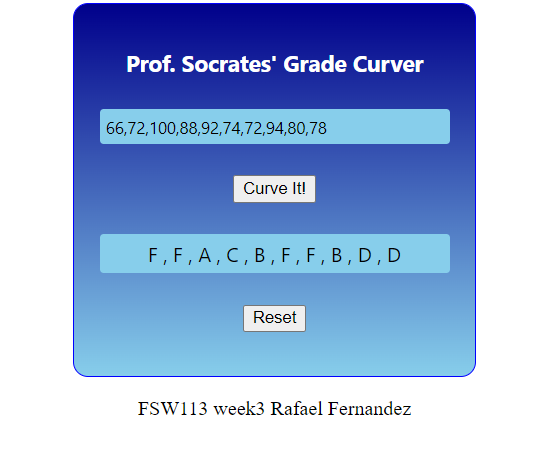 Prof. Socrates' Grade Curver
66,72,100,88,92,74,72,94,80,78
Curve It!
F , F , A , C , B , F , F , B , D , D
Reset
FSW113 week3 Rafael Fernandez